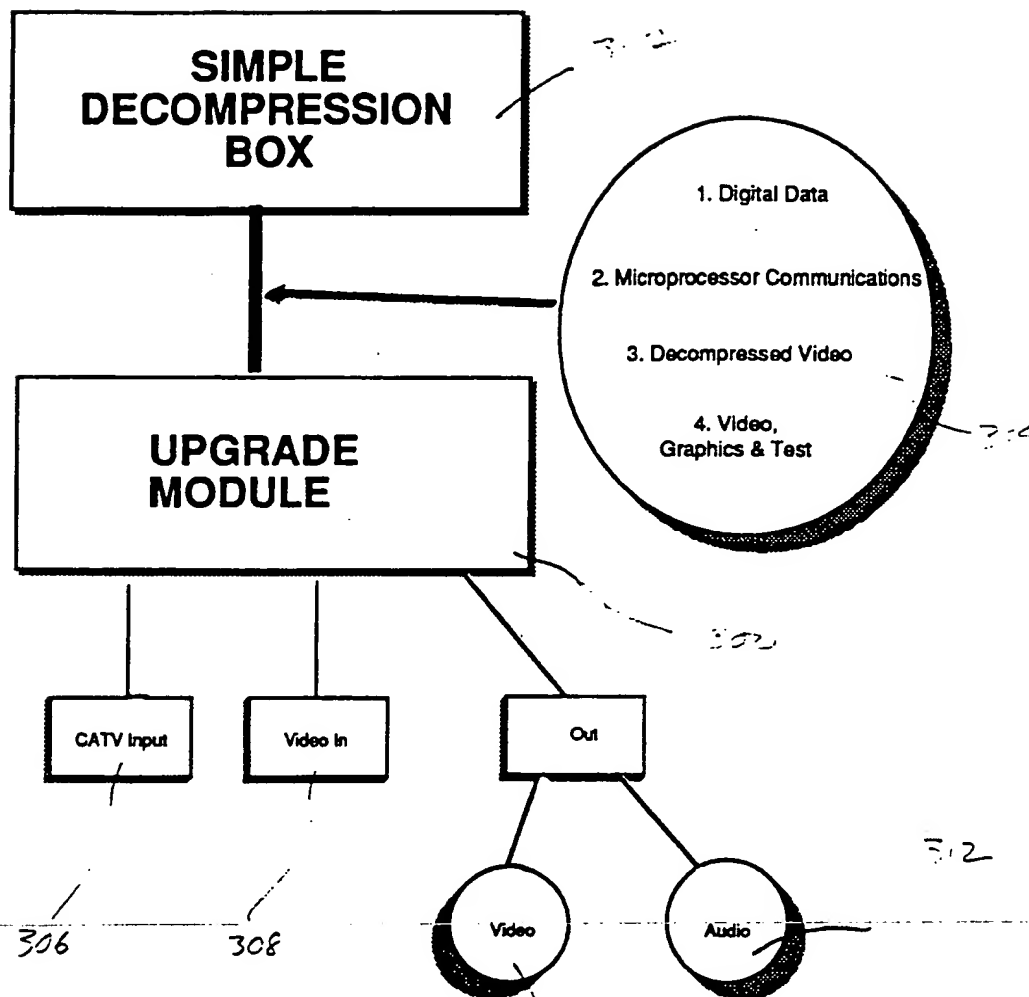 SIMPLE
DECOMPRESSION
BOX
1. Digital Data
2. Microprocessor Communications
3. Decompressed Video
4. Video,
Graphics & Test
UPGRADE
MODULE
CATV Input
Video In
Out
312
Video
Audio
306
308